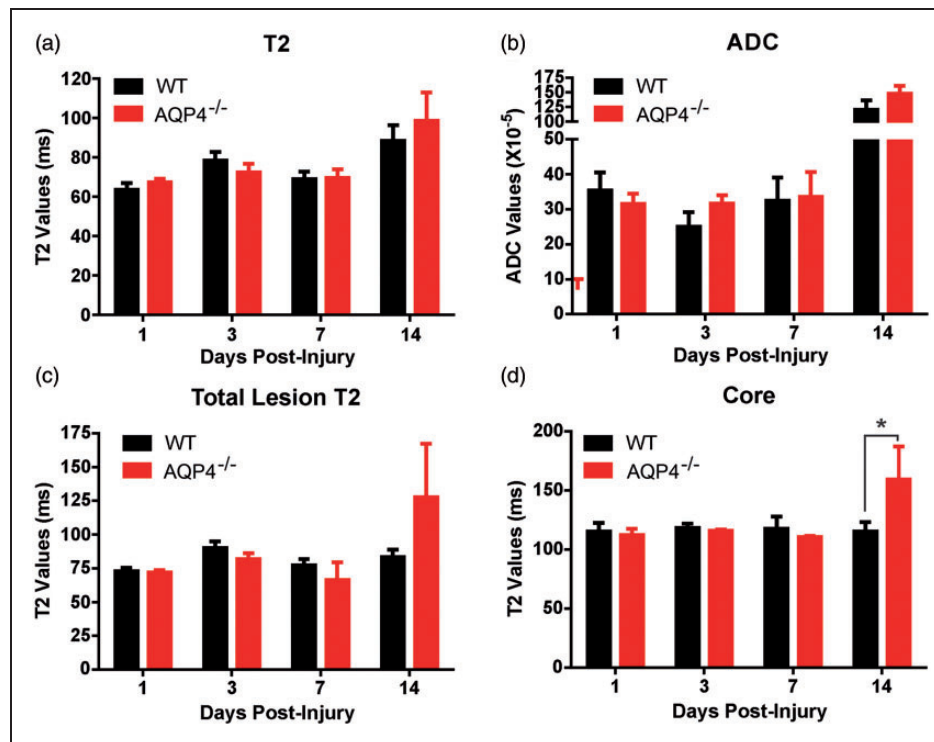 (a)
T2
WT
AQP4-/-
T2 Values (ms)
120
100
80
60
40
20
0
1 3 7 14
Days Post-Injury
(b)
ADC
WT
AQP4-/-
ADC Values (X10-5)
175
150
125
100
50
40
30
20
10
0
1 3 7 14
Days Post-Injury
(c)
Total Lesion T2
WT
AQP4-/-
T2 Values (ms)
175
150
125
100
75
50
25
0
1 3 7 14
Days Post-Injury
(d)
Core
*
WT
AQP4-/-
T2 Values (ms)
200
150
100
50
0
1 3 7 14
Days Post-Injury